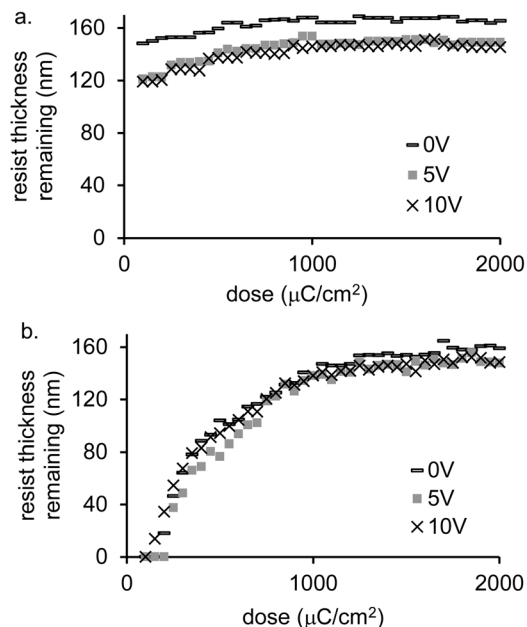 a.
resist thickness
remaining (nm)
160
120
80
40
0
0V
5V
10V
0
1000
2000
dose (μC/cm²)
b.
resist thickness
remaining (nm)
160
120
80
40
0
0V
5V
10V
0
1000
2000
dose (μC/cm²)